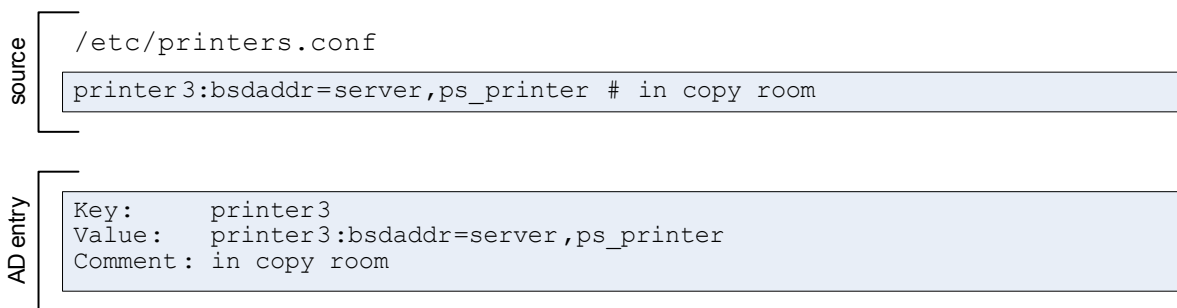 source
/etc/printers.conf
printer3:bsdaddr=server,ps_printer # in copy room
AD entry
Key: printer3
Value: printer3:bsdaddr=server,ps_printer
Comment: in copy room